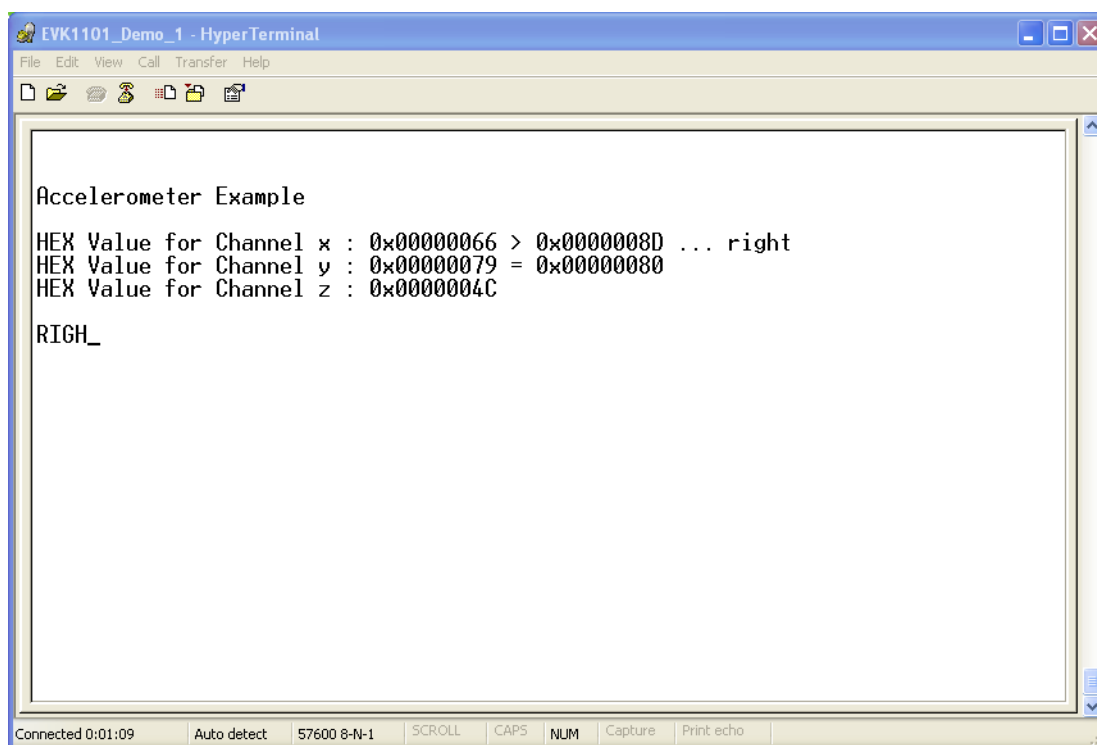 EVK1101_Demo_1 - HyperTerminal
File Edit View Call Transfer Help
Accelerometer Example
HEX Value for Channel x : 0x00000066 > 0x0000008D ... right
HEX Value for Channel y : 0x00000079 = 0x00000080
HEX Value for Channel z : 0x0000004C
RIGH_
Connected 0:01:09 Auto detect 57600 8-N-1 SCROLL CAPS NUM Capture Print echo